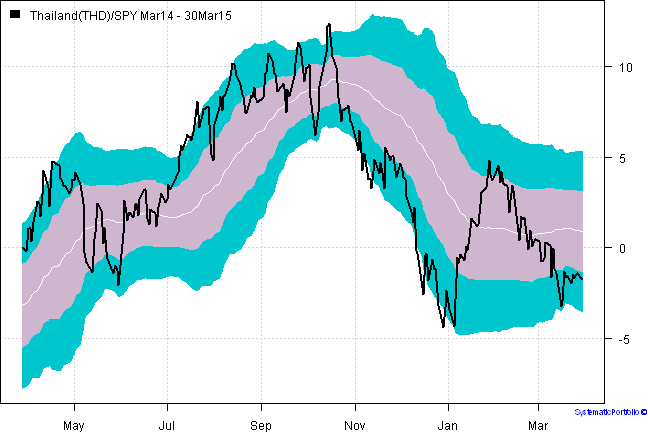 Thailand(THD)/SPY Mar14 - 30Mar15
10
5
0
-5
May Jul Sep Nov Jan Mar
SystematicPortfolio ©